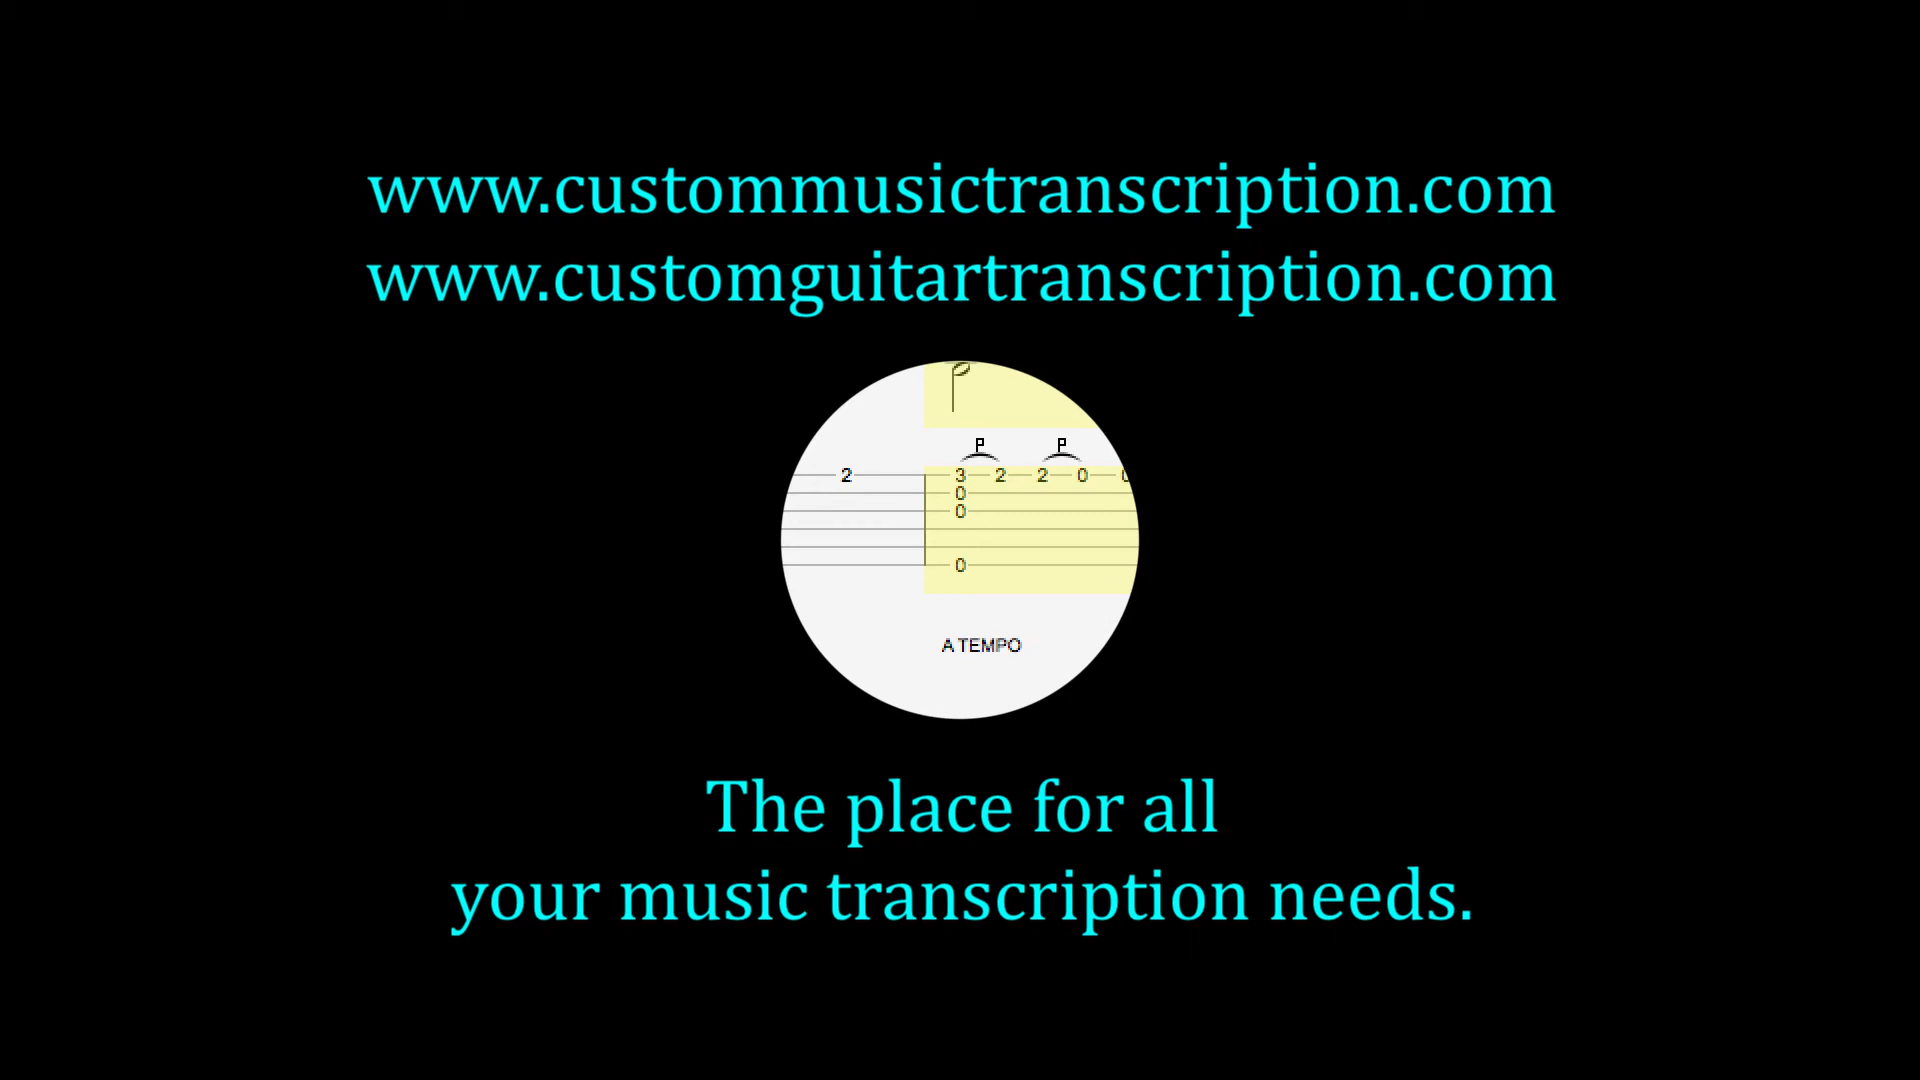 www.custommusictranscription.com
www.customguitartranscription.com
P P
2 3 2 2 0
0
0
0
A TEMPO
The place for all
your music transcription needs.